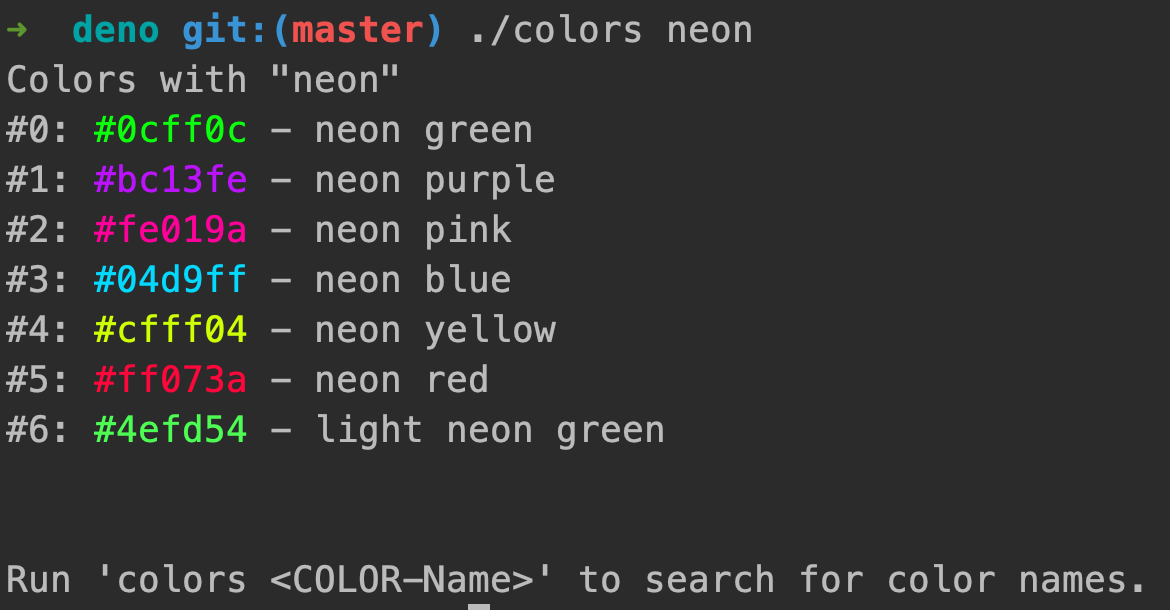 ➜ deno git:(master) ./colors neon
Colors with "neon"
#0: #0cff0c – neon green
#1: #bc13fe – neon purple
#2: #fe019a – neon pink
#3: #04d9ff – neon blue
#4: #cfff04 – neon yellow
#5: #ff073a – neon red
#6: #4efd54 – light neon green
Run 'colors <COLOR–Name>' to search for color names.